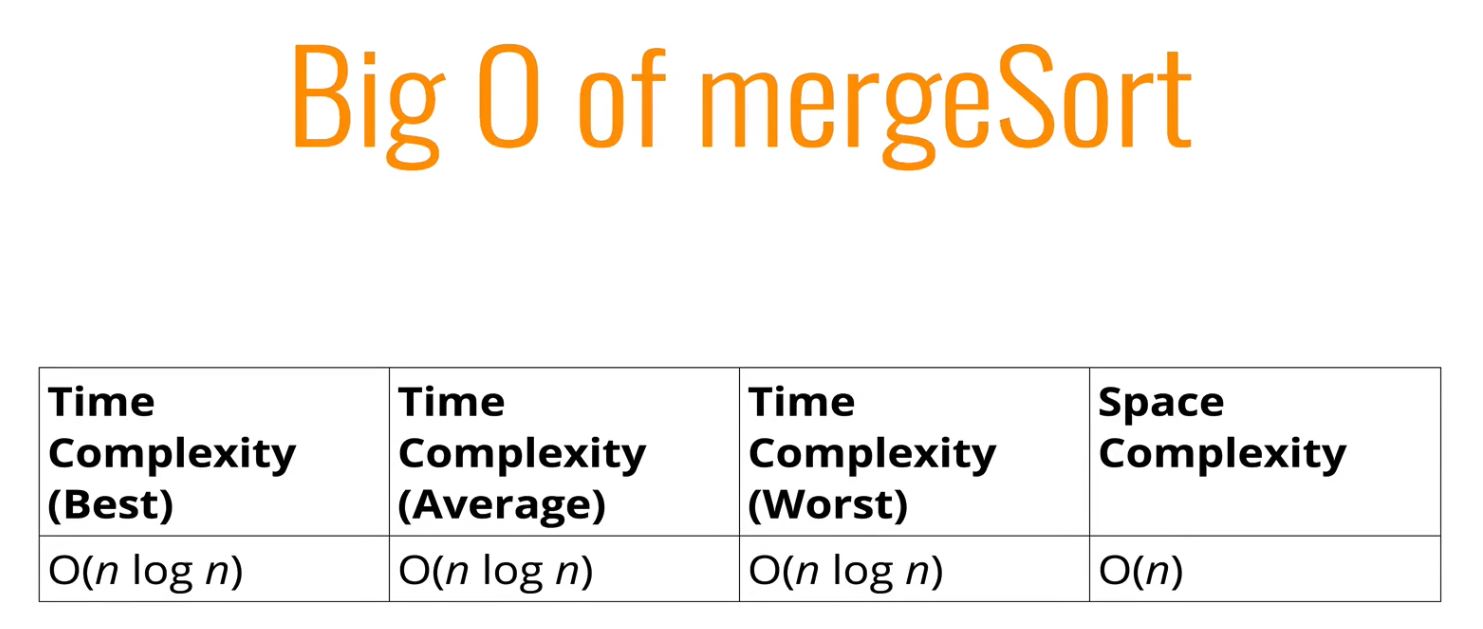 Big O of mergeSort
Time Complexity (Best)
Time Complexity (Average)
Time Complexity (Worst)
Space Complexity
O(n log n)
O(n log n)
O(n log n)
O(n)